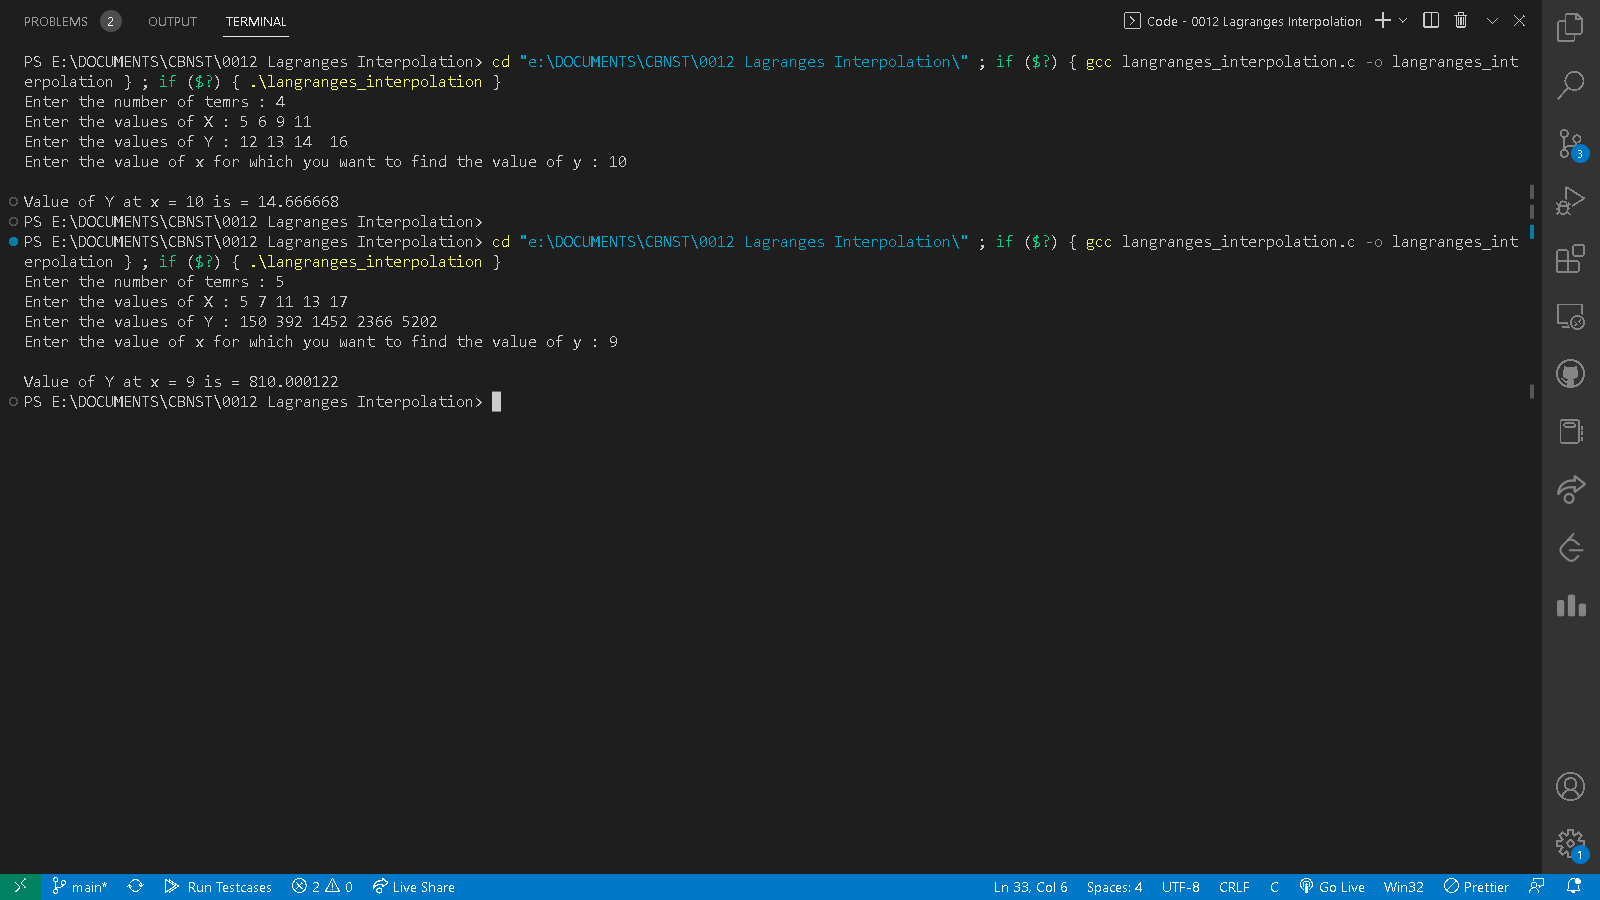 PROBLEMS 2 OUTPUT TERMINAL Code - 0012 Lagranges Interpolation
PS E:\DOCUMENTS\CBNST\0012 Lagranges Interpolation> cd "e:\DOCUMENTS\CBNST\0012 Lagranges Interpolation\" ; if ($?) { gcc langranges_interpolation.c -o langranges_int
erpolation } ; if ($?) { .\langranges_interpolation }
Enter the number of temrs : 4
Enter the values of X : 5 6 9 11
Enter the values of Y : 12 13 14  16
Enter the value of x for which you want to find the value of y : 10
Value of Y at x = 10 is = 14.666668
PS E:\DOCUMENTS\CBNST\0012 Lagranges Interpolation>
PS E:\DOCUMENTS\CBNST\0012 Lagranges Interpolation> cd "e:\DOCUMENTS\CBNST\0012 Lagranges Interpolation\" ; if ($?) { gcc langranges_interpolation.c -o langranges_int
erpolation } ; if ($?) { .\langranges_interpolation }
Enter the number of temrs : 5
Enter the values of X : 5 7 11 13 17
Enter the values of Y : 150 392 1452 2366 5202
Enter the value of x for which you want to find the value of y : 9
Value of Y at x = 9 is = 810.000122
PS E:\DOCUMENTS\CBNST\0012 Lagranges Interpolation>
3
1
main* Run Testcases 2 0 Live Share Ln 33, Col 6 Spaces: 4 UTF-8 CRLF C Go Live Win32 Prettier